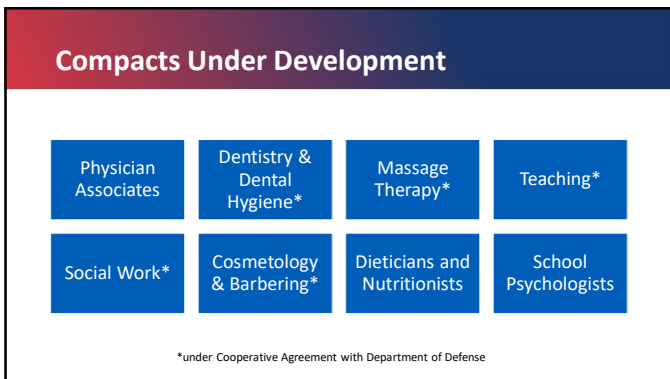 Compacts Under Development
Physician
Associates
Dentistry &
Dental
Hygiene*
Massage
Therapy*
Teaching*
Social Work*
Cosmetology
& Barbering*
Dieticians and
Nutritionists
School
Psychologists
*under Cooperative Agreement with Department of Defense